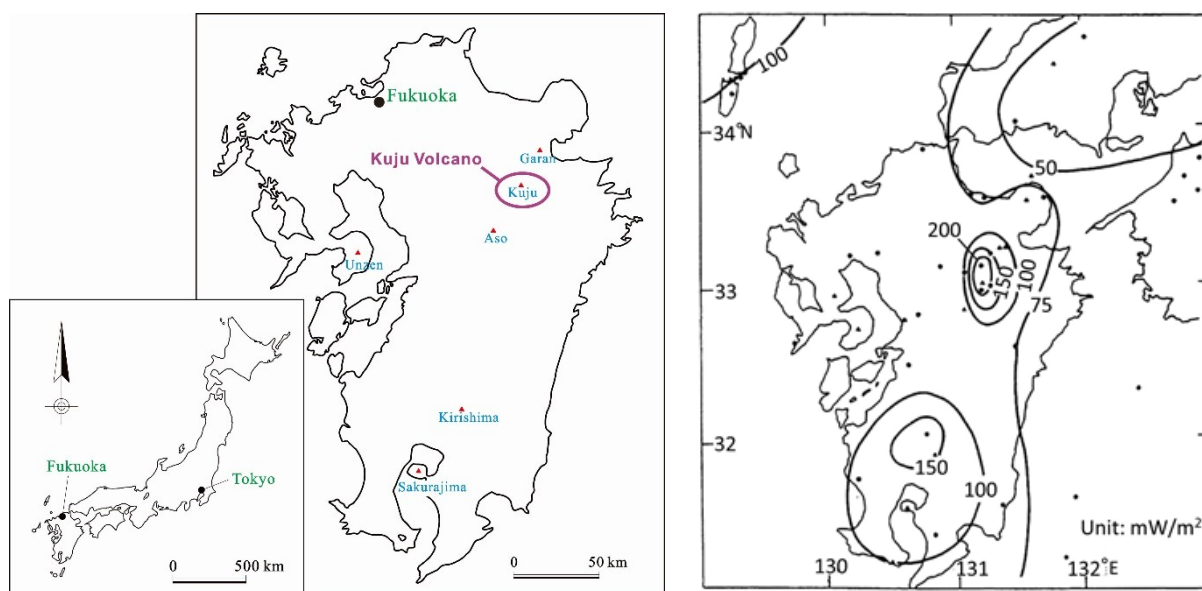 Fukuoka
Garan
Kuju Volcano
Kuju
Aso
Unzen
Kirishima
Sakurajima
0 50 km
Fukuoka
Tokyo
0 500 km
100
34°N
50
200
150
100
33
75
32
150
100
Unit: mW/m²
130
131
132°E